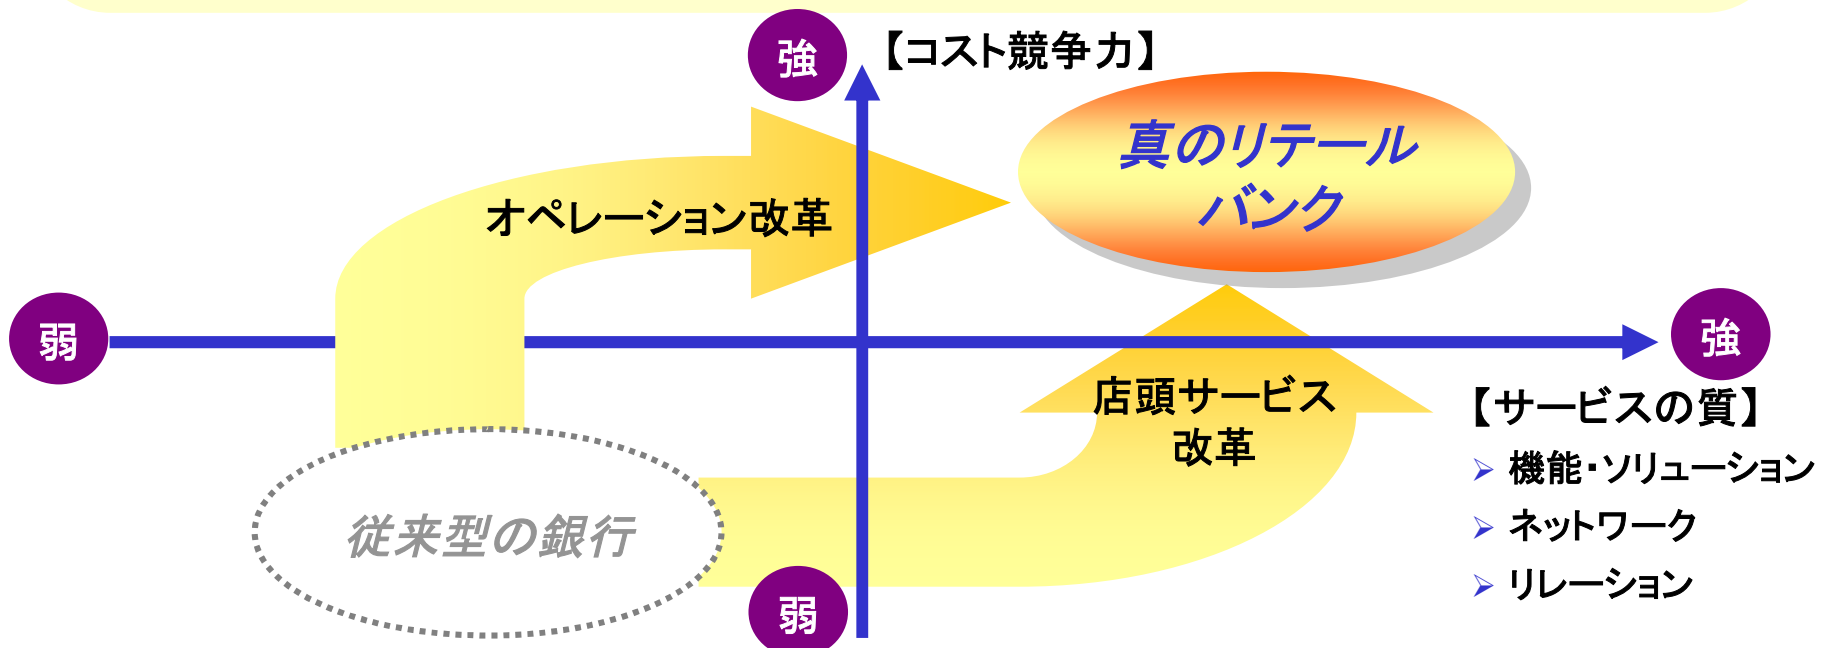 強
【コスト競争力】
真のリテール
バンク
オペレーション改革
弱
強
店頭サービス
改革
【サービスの質】
➢ 機能・ソリューション
➢ ネットワーク
➢ リレーション
従来型の銀行
弱